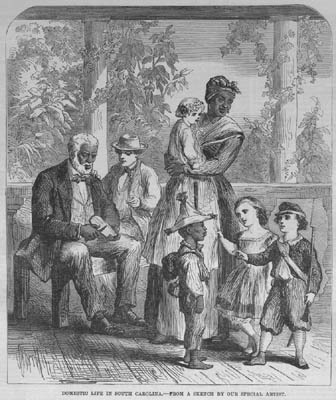 DOMESTIC LIFE IN SOUTH CAROLINA.—FROM A SKETCH BY OUR SPECIAL ARTIST.